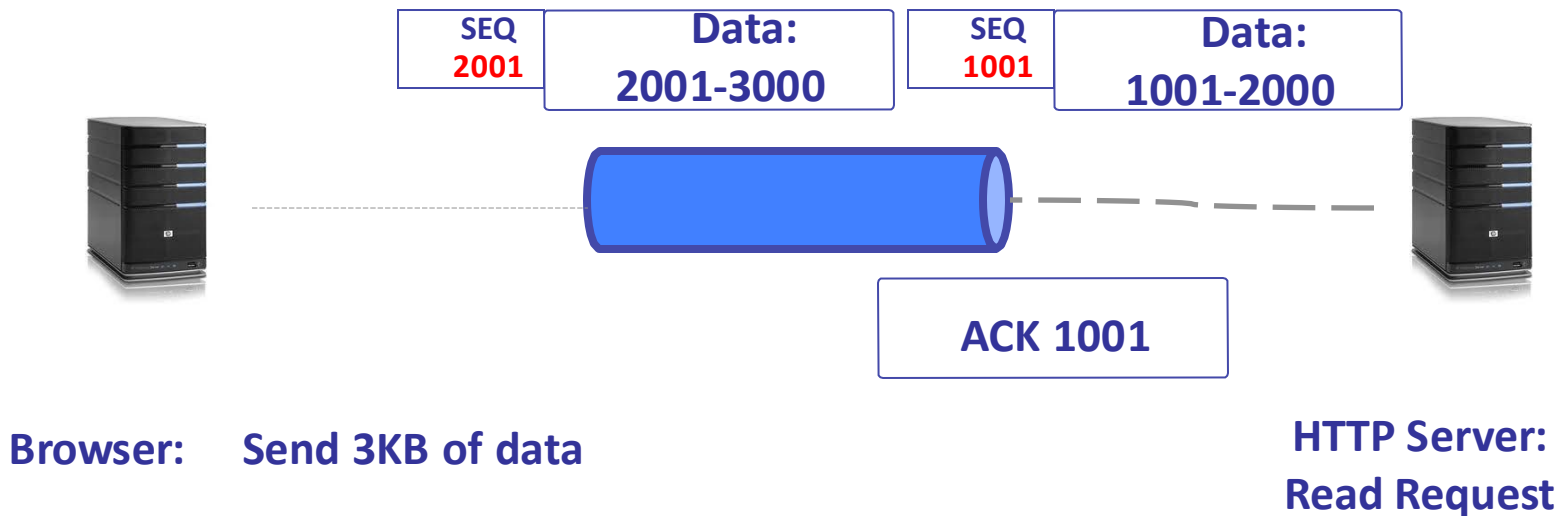 SEQ
2001
Data:
2001-3000
SEQ
1001
Data:
1001-2000
ACK 1001
Browser: Send 3KB of data
HTTP Server:
Read Request